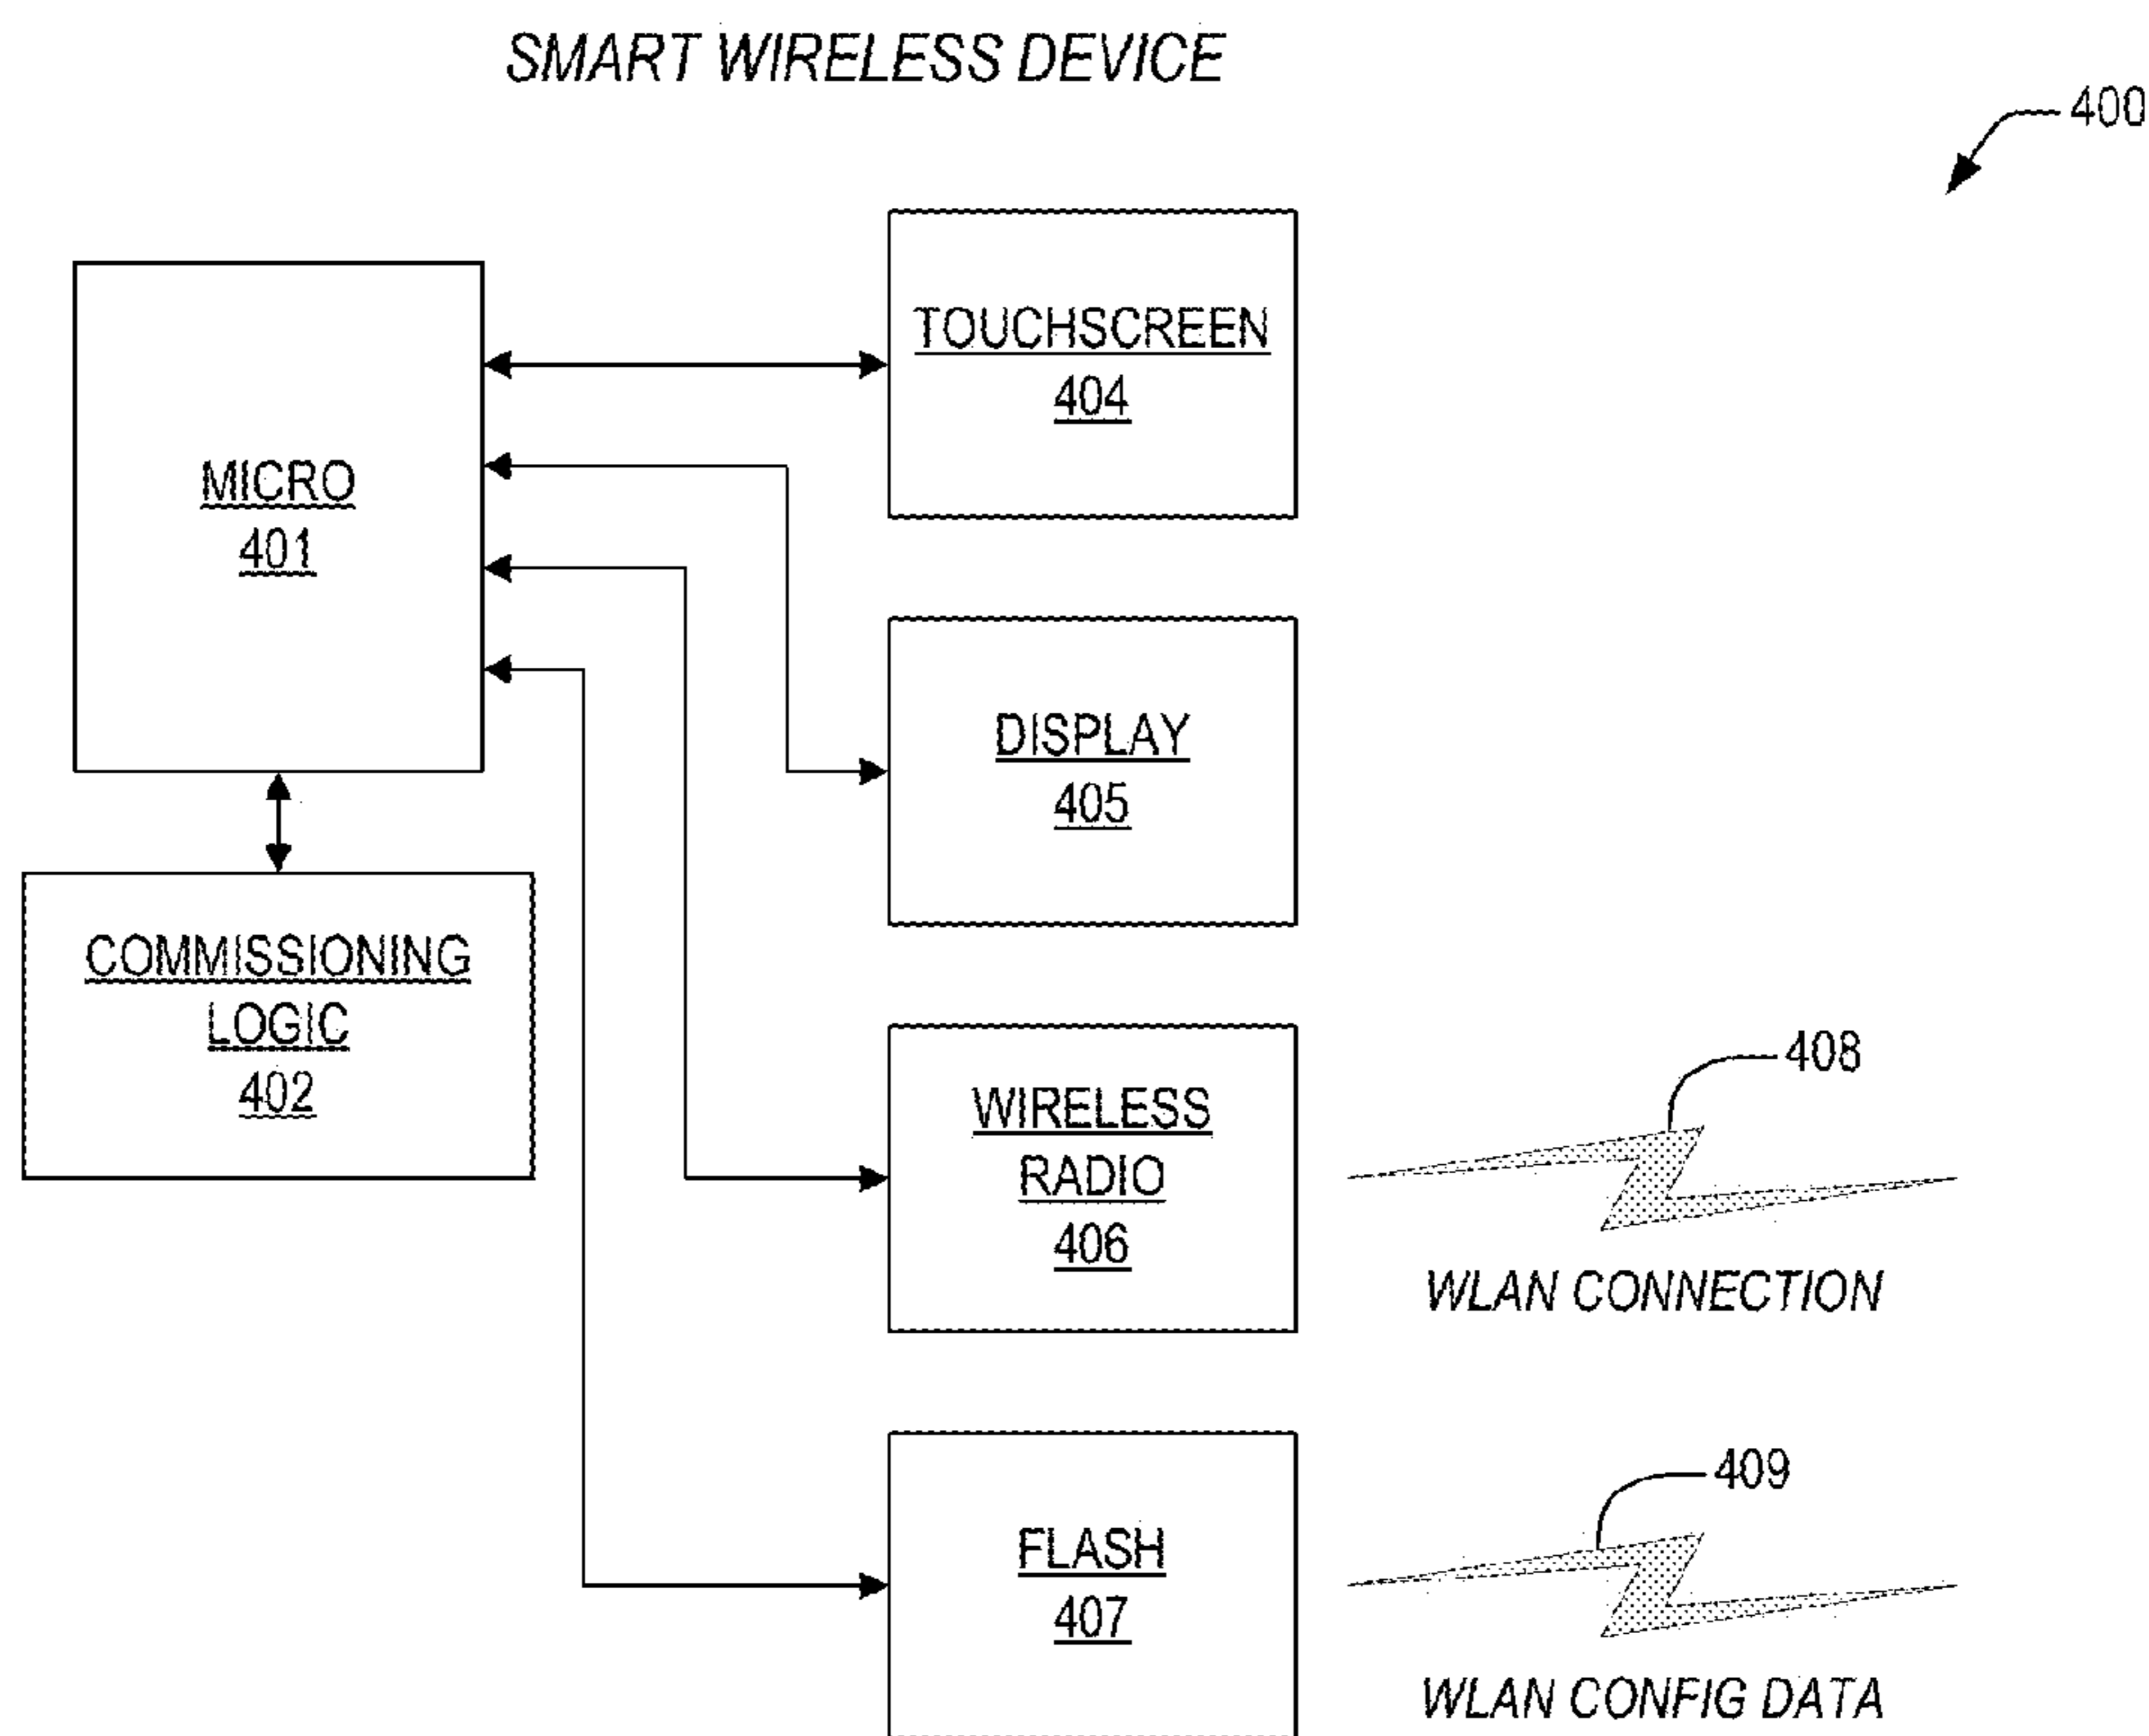 SMART WIRELESS DEVICE
400
TOUCHSCREEN
404
MICRO
401
DISPLAY
405
COMMISSIONING
LOGIC
402
WIRELESS
RADIO
406
408
WLAN CONNECTION
FLASH
407
409
WLAN CONFIG DATA